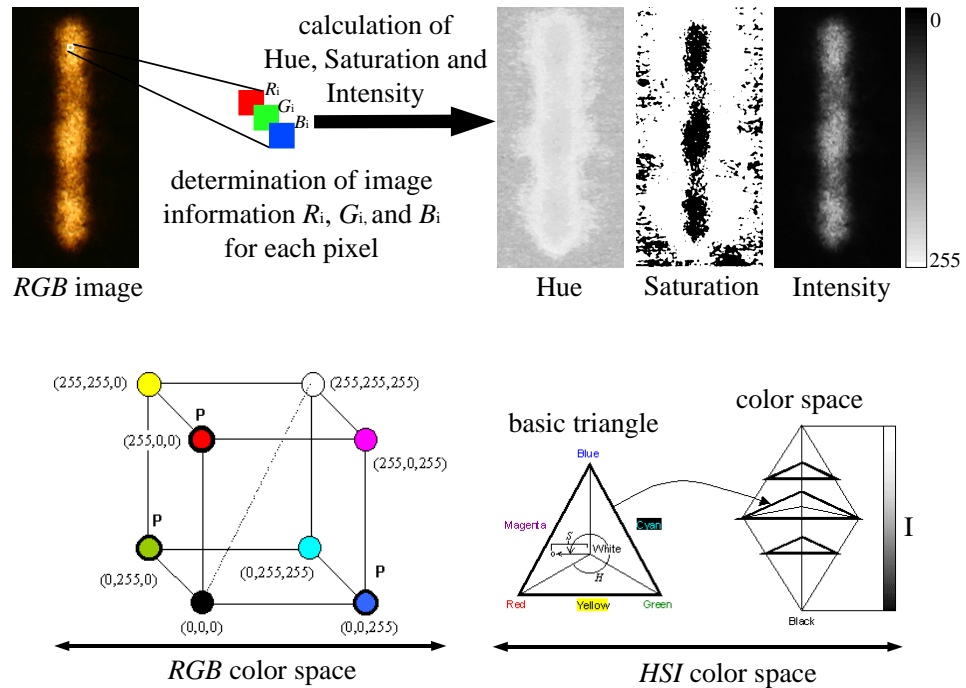 calculation of
Hue, Saturation and
Intensity
Ri
Gi
Bi
determination of image
information Ri, Gi, and Bi
for each pixel
RGB image
Hue
Saturation
Intensity
0
255
(255,255,0)
(255,255,255)
P
(255,0,0)
(255,0,255)
P
(0,255,0)
(0,255,255)
P
(0,0,0)
(0,0,255)
RGB color space
basic triangle
color space
Blue
Magenta
Cyan
S
White
H
Red
Yellow
Green
I
Black
HSI color space